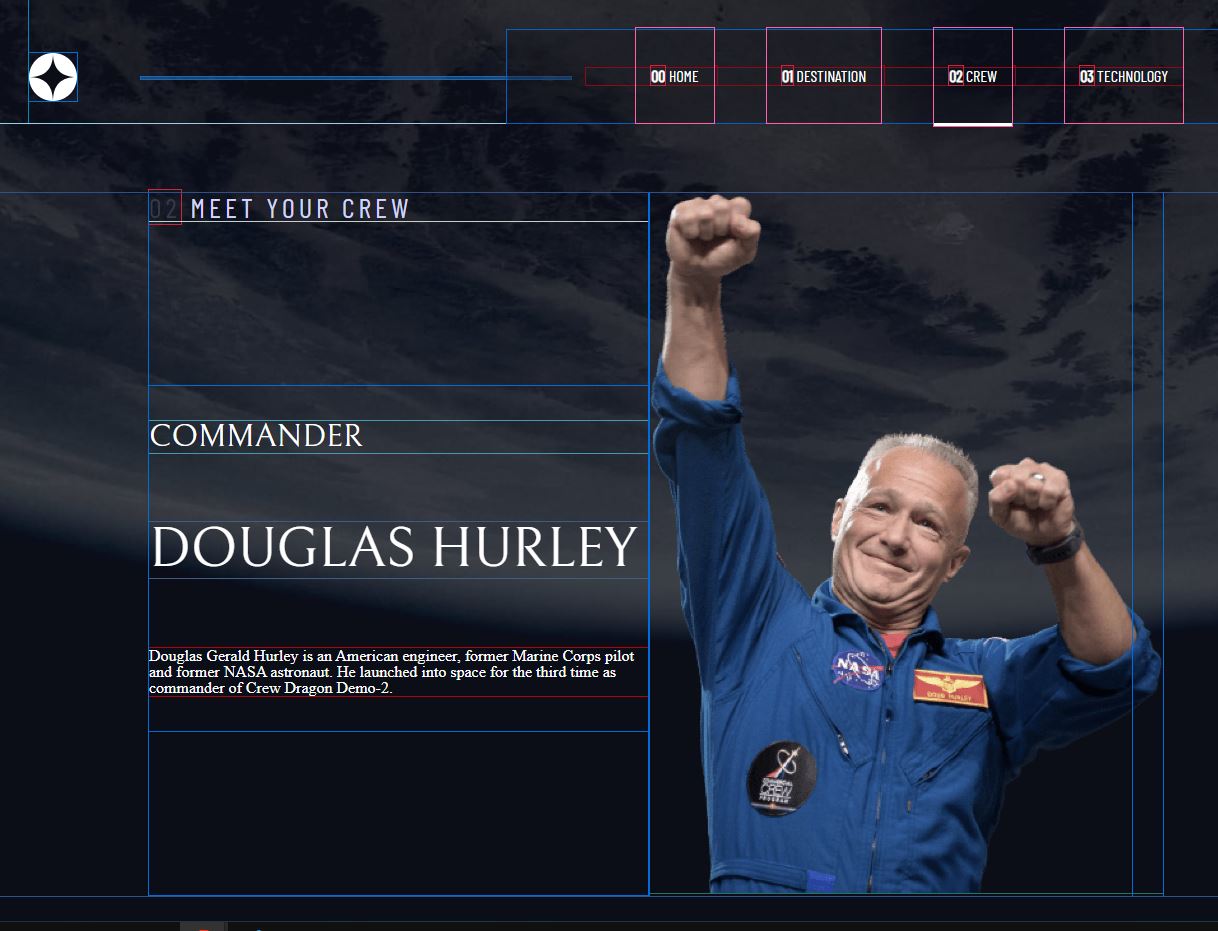 00 HOME 01 DESTINATION 02 CREW 03 TECHNOLOGY
02 MEET YOUR CREW
COMMANDER
DOUGLAS HURLEY
Douglas Gerald Hurley is an American engineer, former Marine Corps pilot
and former NASA astronaut. He launched into space for the third time as
commander of Crew Dragon Demo-2.
NASA
DOUG HURLEY
COMMERCIAL
CREW
PROGRAM